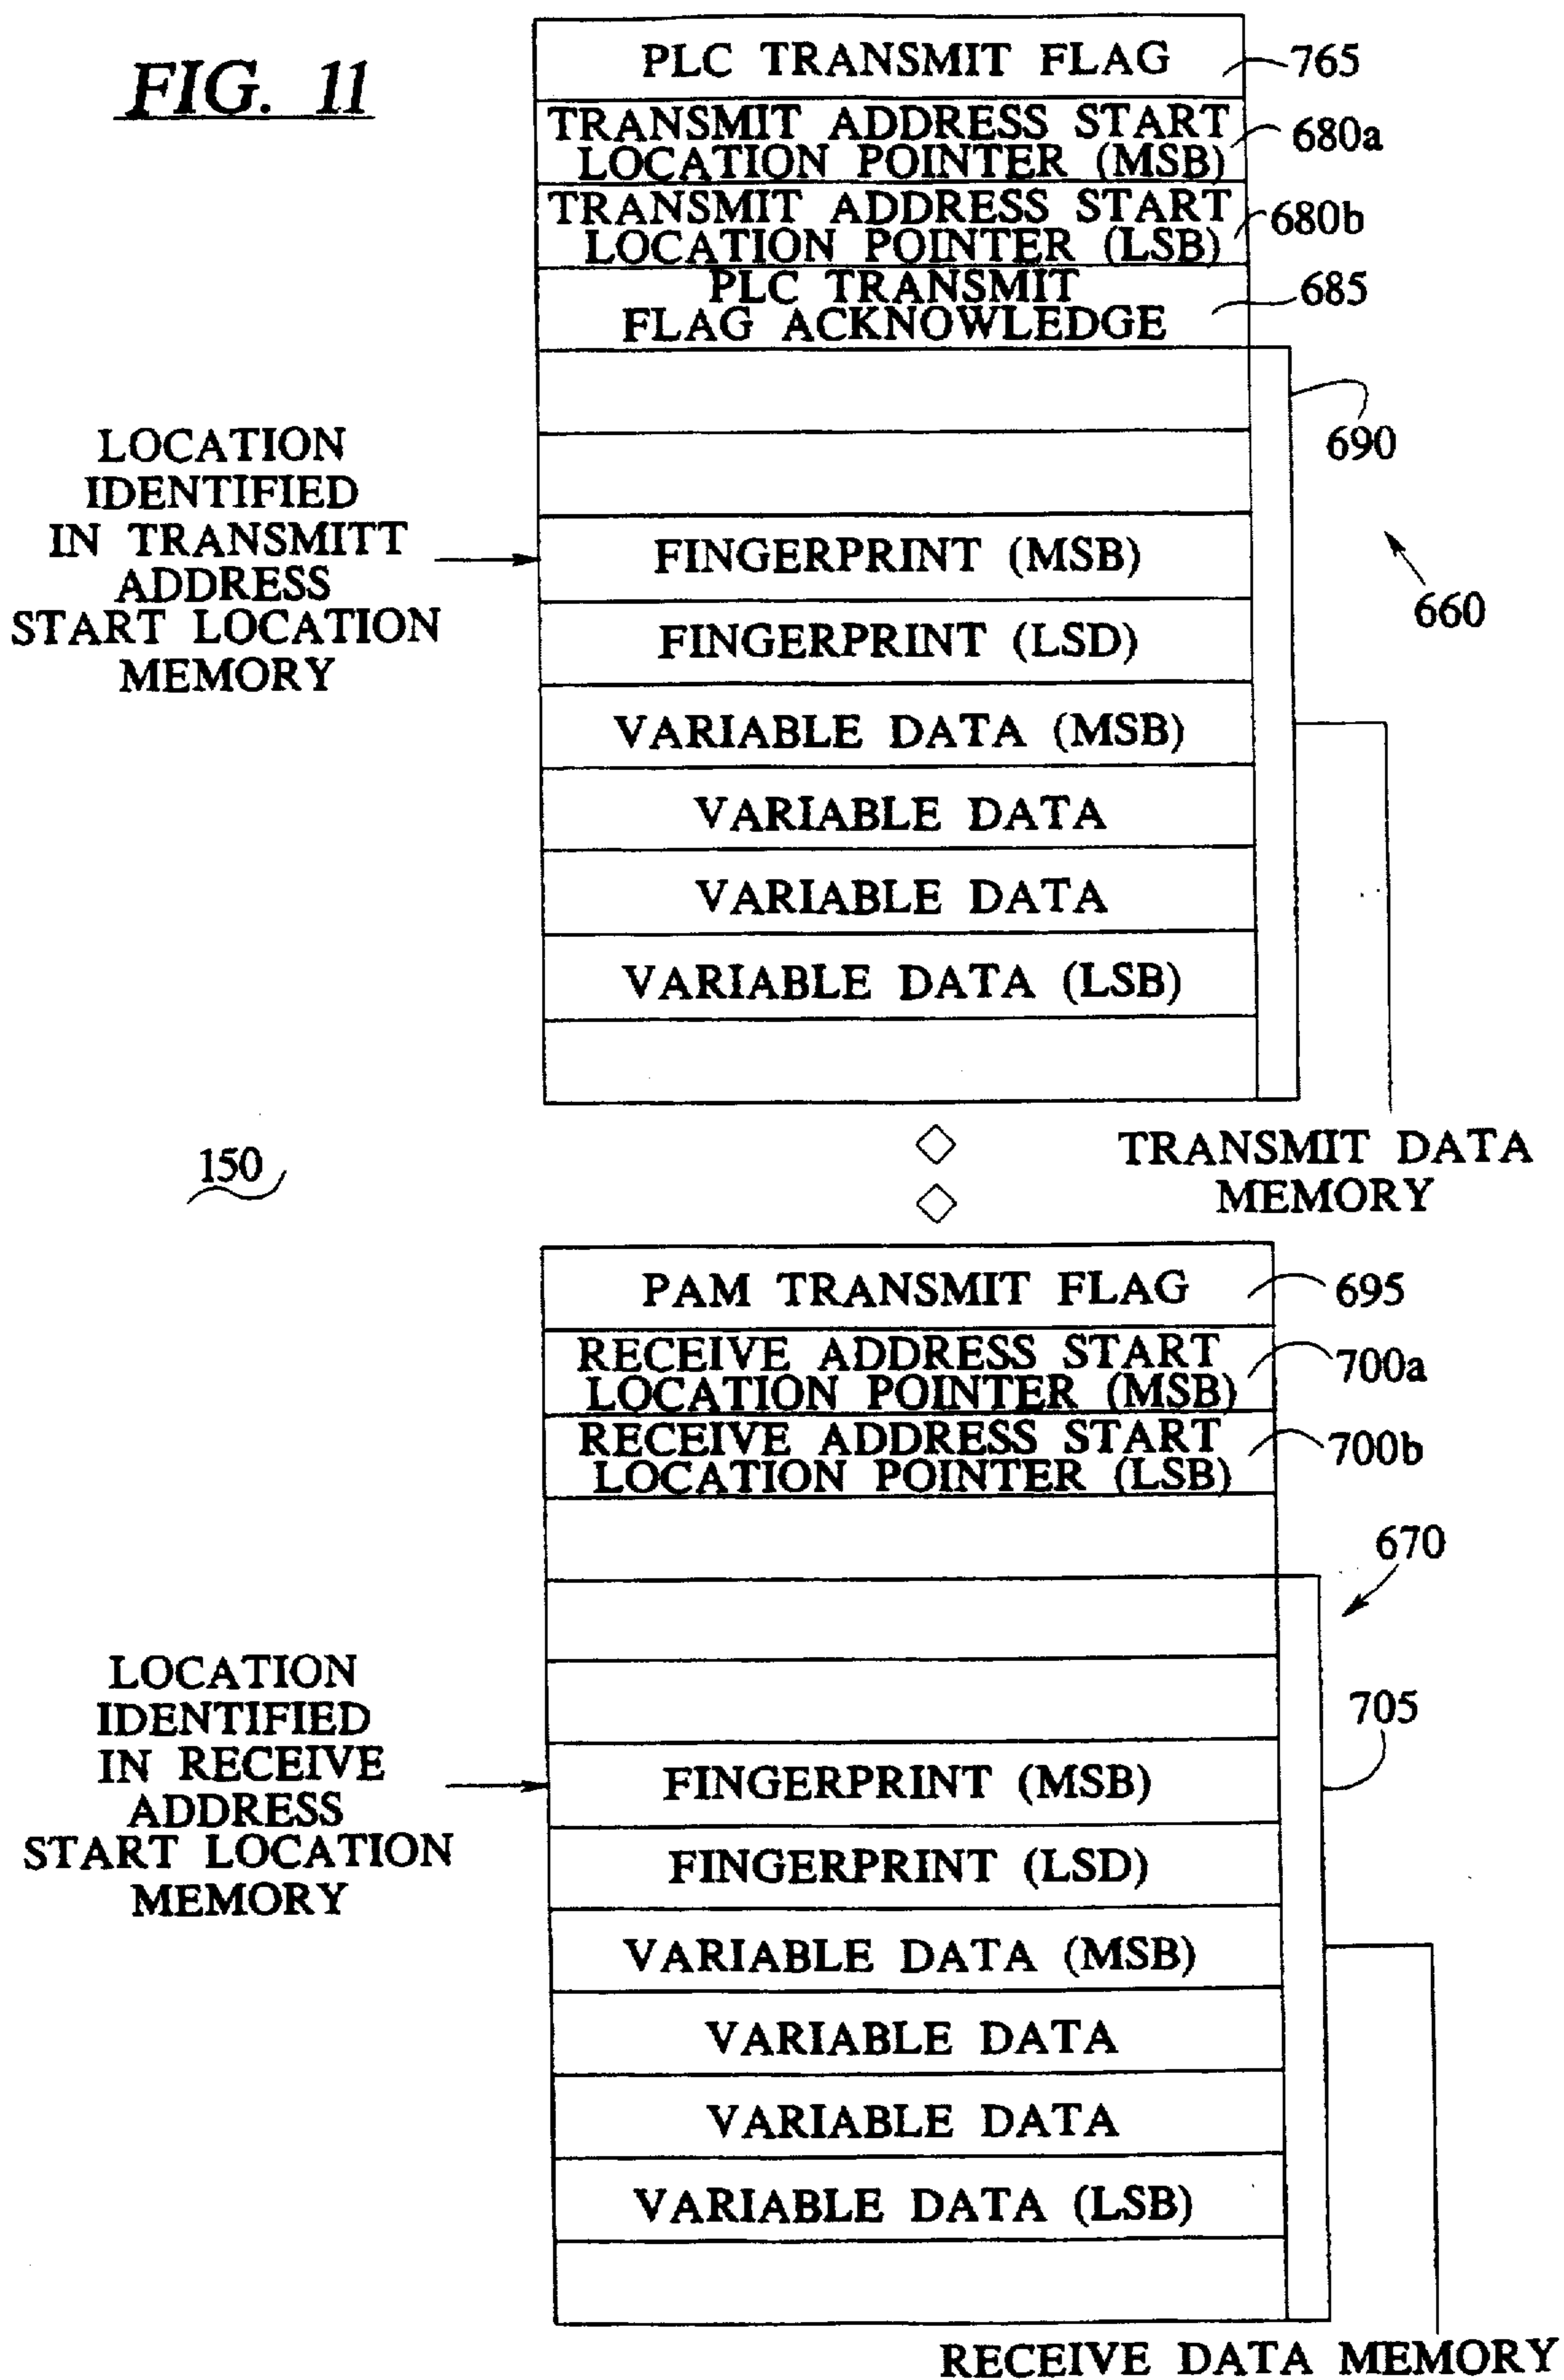 FIG. 11
PLC TRANSMIT FLAG
765
TRANSMIT ADDRESS START
LOCATION POINTER (MSB)
680a
TRANSMIT ADDRESS START
LOCATION POINTER (LSB)
680b
PLC TRANSMIT
FLAG ACKNOWLEDGE
685
690
LOCATION
IDENTIFIED
IN TRANSMITT
ADDRESS
START LOCATION
MEMORY
FINGERPRINT (MSB)
660
FINGERPRINT (LSD)
VARIABLE DATA (MSB)
VARIABLE DATA
VARIABLE DATA
VARIABLE DATA (LSB)
TRANSMIT DATA
MEMORY
150
PAM TRANSMIT FLAG
695
RECEIVE ADDRESS START
LOCATION POINTER (MSB)
700a
RECEIVE ADDRESS START
LOCATION POINTER (LSB)
700b
670
LOCATION
IDENTIFIED
IN RECEIVE
ADDRESS
START LOCATION
MEMORY
705
FINGERPRINT (MSB)
FINGERPRINT (LSD)
VARIABLE DATA (MSB)
VARIABLE DATA
VARIABLE DATA
VARIABLE DATA (LSB)
RECEIVE DATA MEMORY